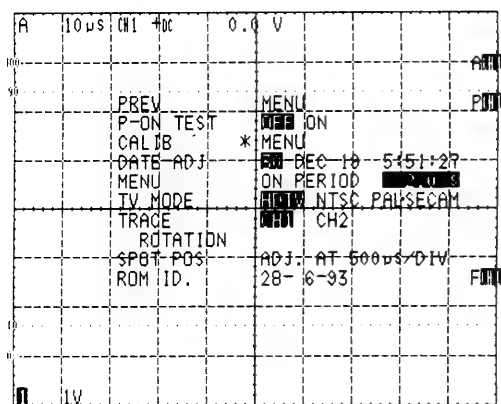 A 10µs CH1 +DC 0.0 V
100
90
PREV MENU
P-ON TEST OFF ON
CALIB * MENU
DATE ADJ DEC 10 5:51:27
MENU ON PERIOD
TV MODE HDTV NTSC PAL/SECAM
TRACE CH1 CH2
ROTATION
SPOT POS ADJ. AT 500µs/DIV
ROM ID. 28- 6-93
10
0
1 1V